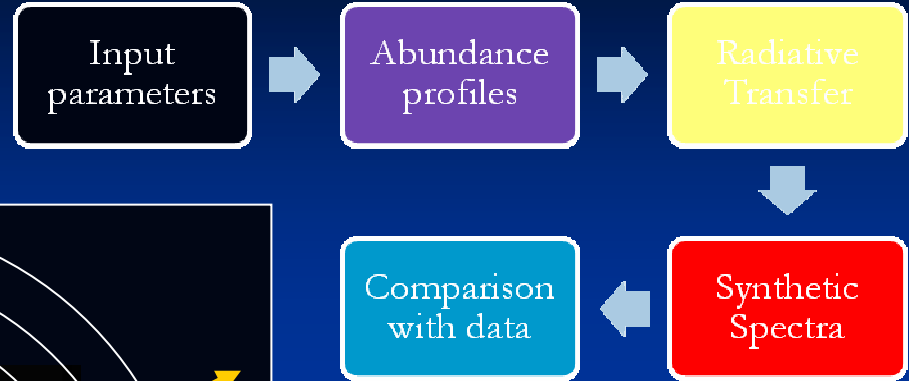 Input
parameters
Abundance
profiles
Radiative
Transfer
Synthetic
Spectra
Comparison
with data